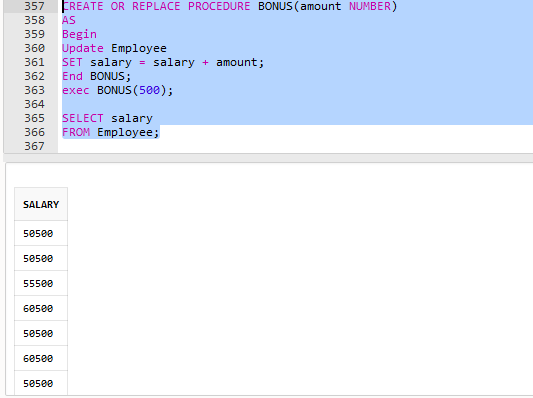 357 CREATE OR REPLACE PROCEDURE BONUS(amount NUMBER)
358 AS
359 Begin
360 Update Employee
361 SET salary = salary + amount;
362 End BONUS;
363 exec BONUS(500);
364
365 SELECT salary
366 FROM Employee;
367
SALARY
50500
50500
55500
60500
50500
60500
50500